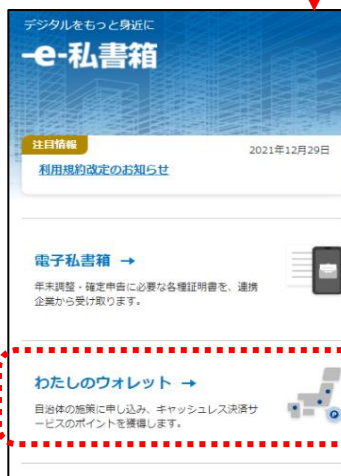 デジタルをもっと身近に
-e-私書箱
注目情報
2021年12月29日
利用規約改定のお知らせ
電子私書箱 →
年末調整・確定申告に必要な各種証明書を、連携
企業から受け取ります。
わたしのウォレット →
自治体の施策に申し込み、キャッシュレス決済サ
ービスのポイントを獲得します。
P